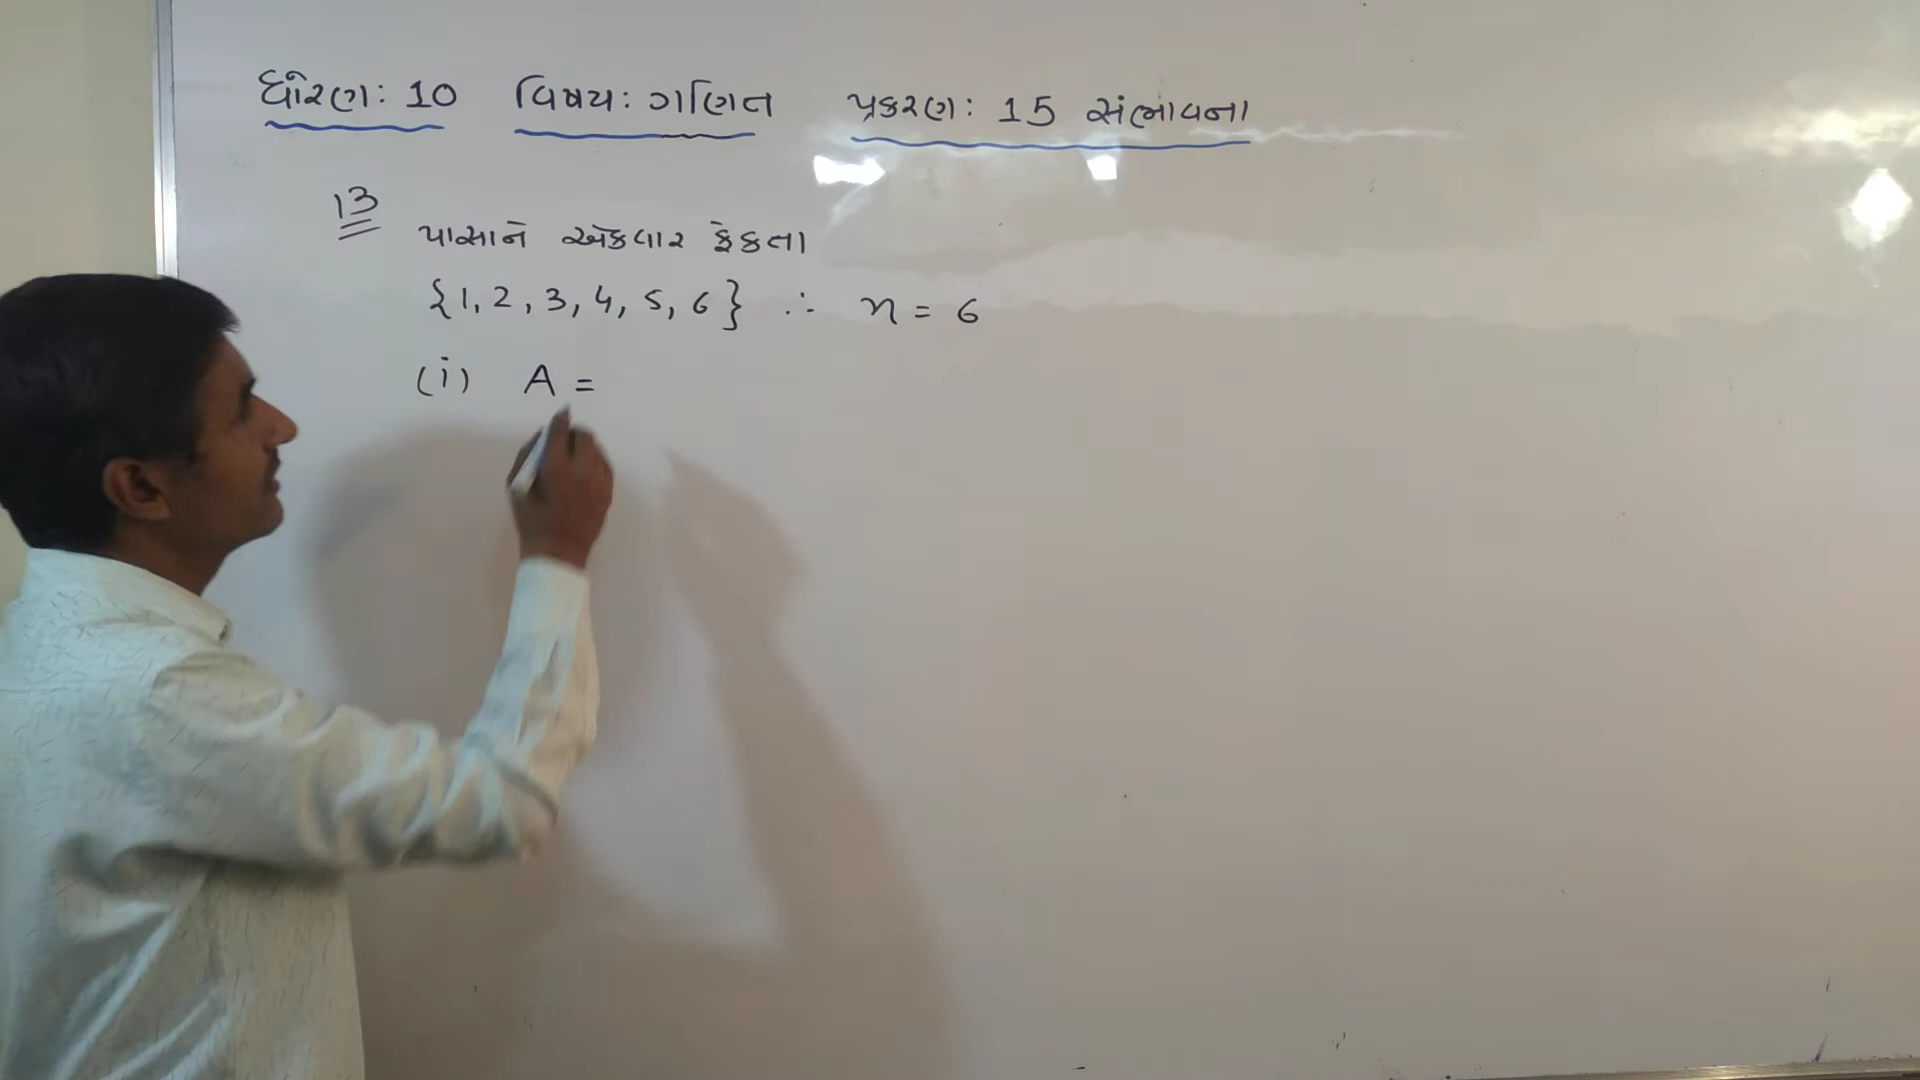 ધોરણ: 10 વિષય: ગણિત પ્રકરણ: 15 સંભાવના
13
પાસાને એકવાર ફેંકતા
{1, 2, 3, 4, 5, 6} ∴ n = 6
(i) A =